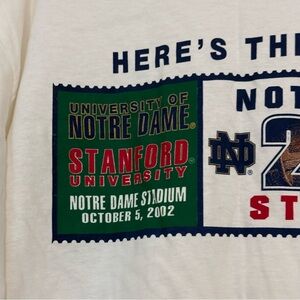 HERE'S THE
UNIVERSITY OF
NOTRE DAME®
STANFORD
UNIVERSITY®
NOTRE DAME STADIUM
OCTOBER 5, 2002
NOT
ND
2
ST